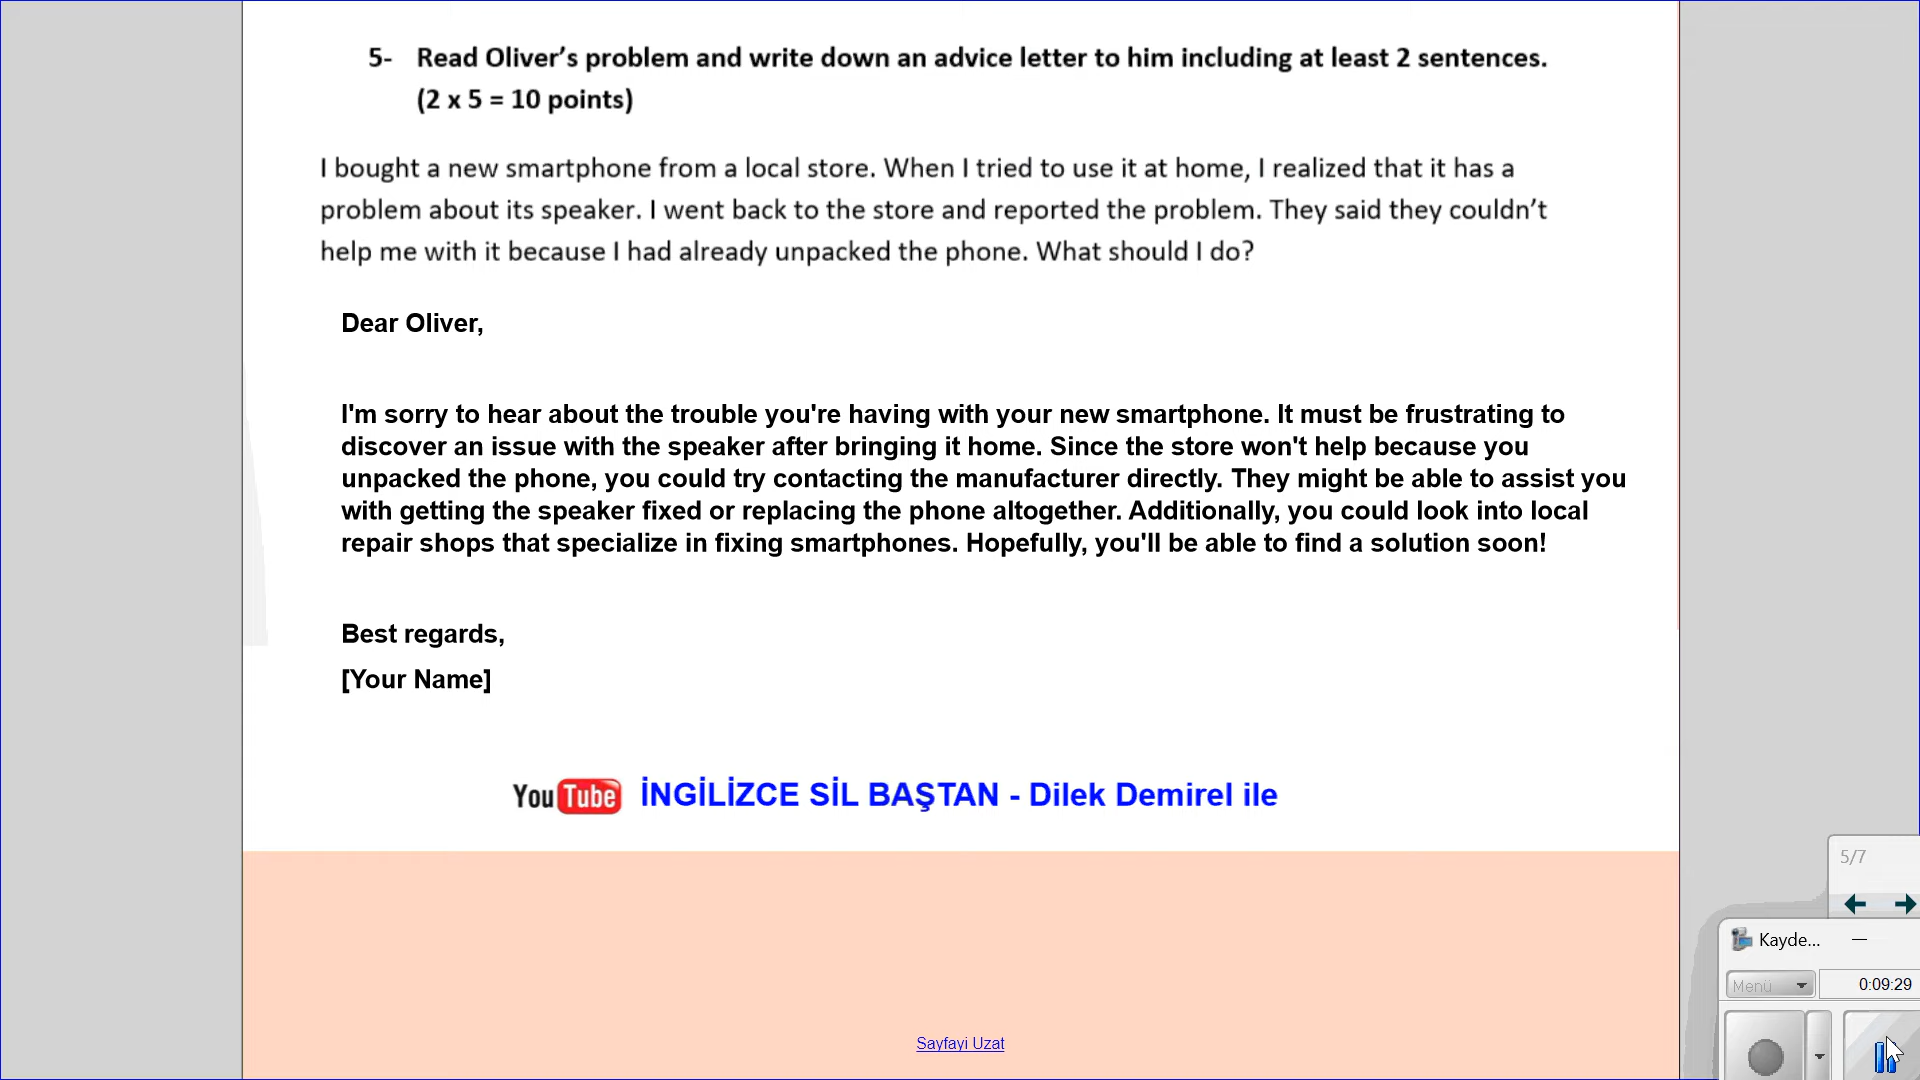 5- Read Oliver's problem and write down an advice letter to him including at least 2 sentences.
(2 x 5 = 10 points)
I bought a new smartphone from a local store. When I tried to use it at home, I realized that it has a
problem about its speaker. I went back to the store and reported the problem. They said they couldn't
help me with it because I had already unpacked the phone. What should I do?
Dear Oliver,
I'm sorry to hear about the trouble you're having with your new smartphone. It must be frustrating to
discover an issue with the speaker after bringing it home. Since the store won't help because you
unpacked the phone, you could try contacting the manufacturer directly. They might be able to assist you
with getting the speaker fixed or replacing the phone altogether. Additionally, you could look into local
repair shops that specialize in fixing smartphones. Hopefully, you'll be able to find a solution soon!
Best regards,
[Your Name]
YouTube İNGİLİZCE SİL BAŞTAN - Dilek Demirel ile
5/7
Kayde...
Menü
0:09:29
Sayfayi Uzat